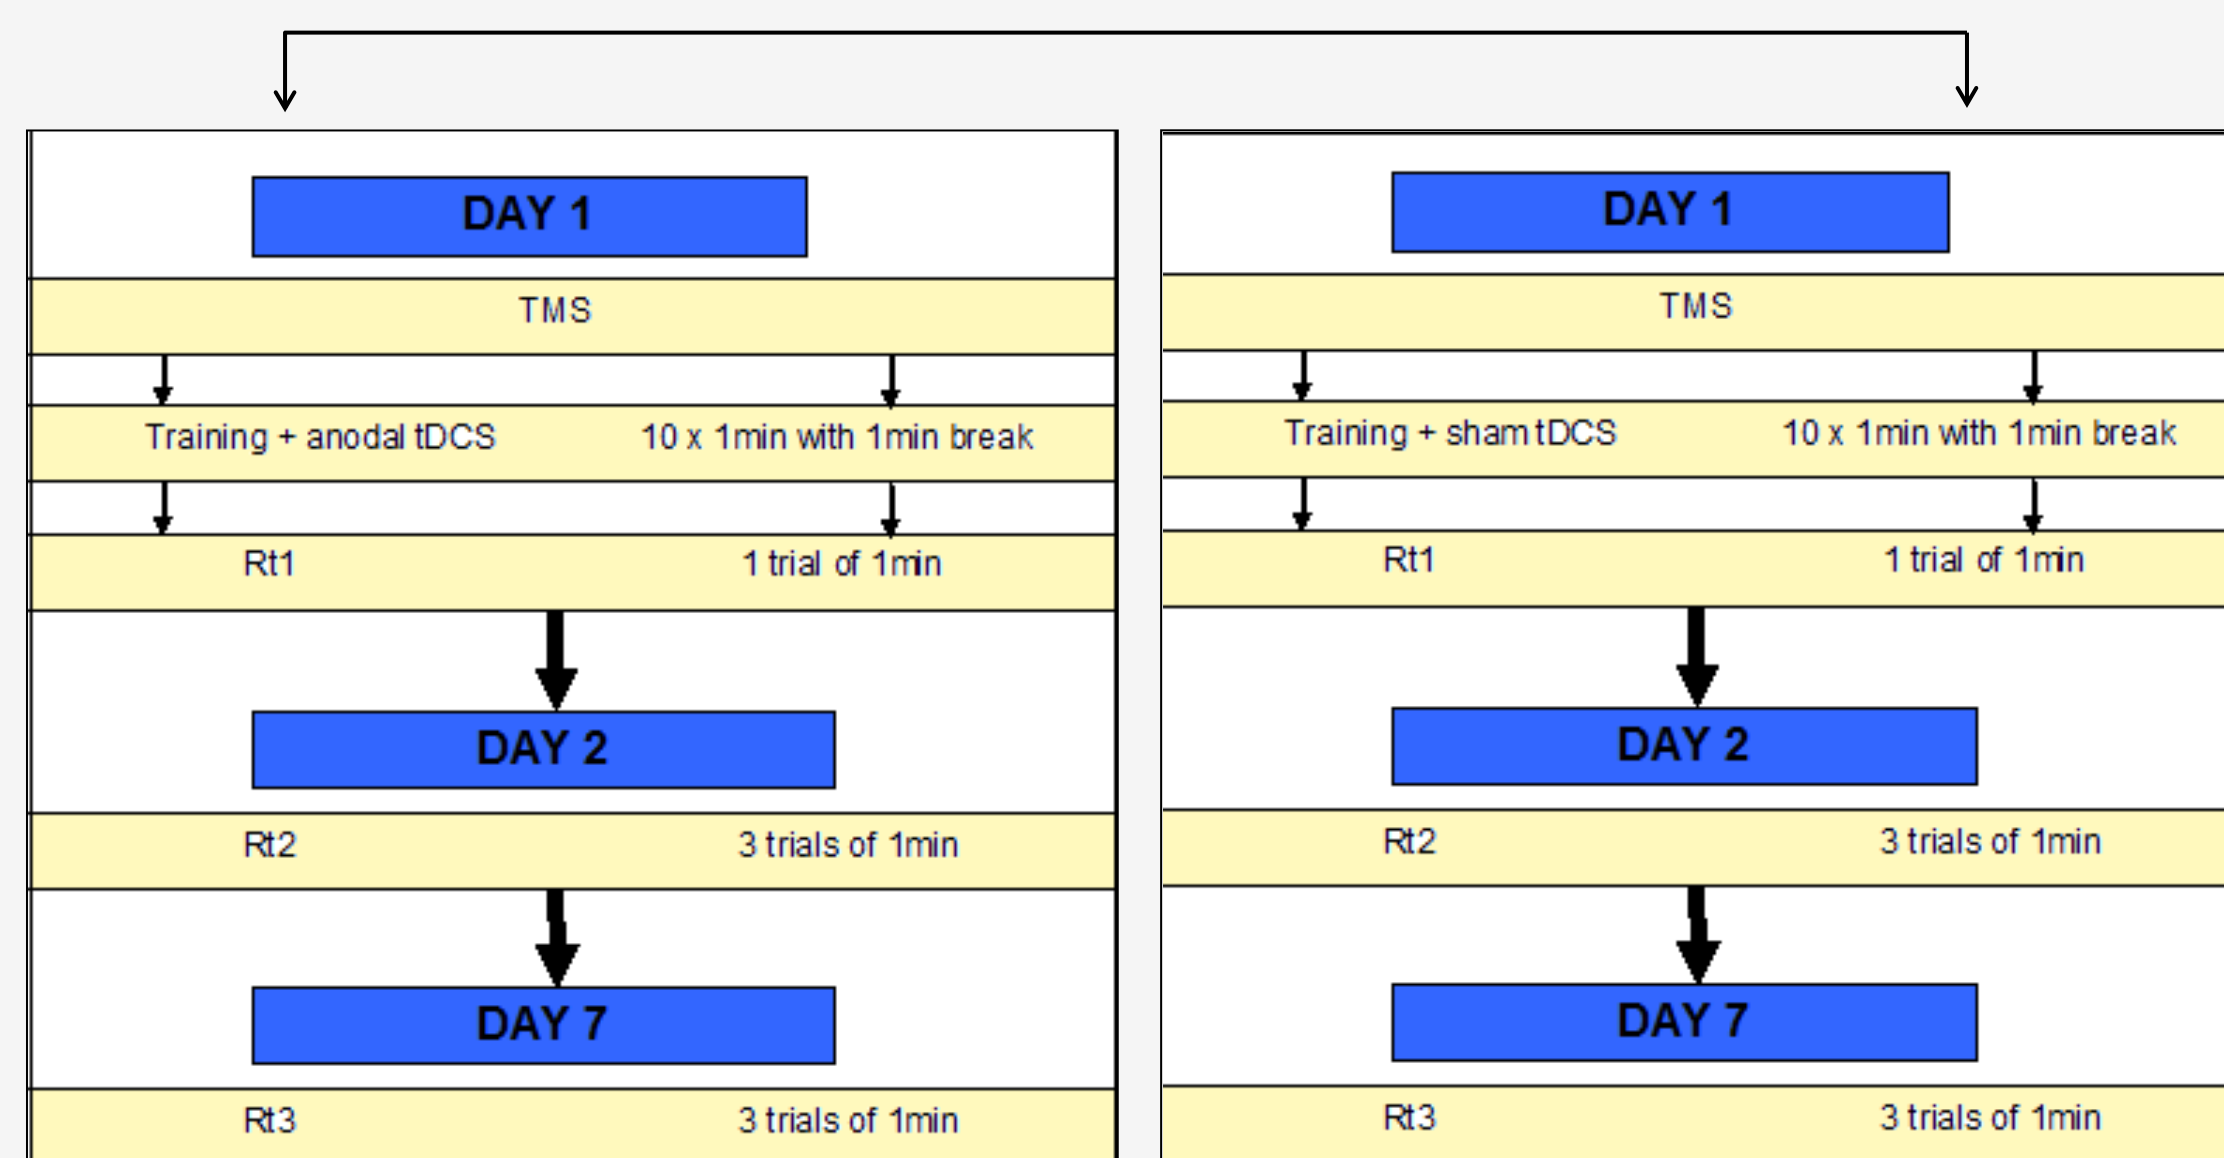 DAY 1
TMS
Training + anodal tDCS 10 x 1min with 1min break
Rt1 1 trial of 1min
DAY 2
Rt2 3 trials of 1min
DAY 7
Rt3 3 trials of 1min
DAY 1
TMS
Training + sham tDCS 10 x 1min with 1min break
Rt1 1 trial of 1min
DAY 2
Rt2 3 trials of 1min
DAY 7
Rt3 3 trials of 1min